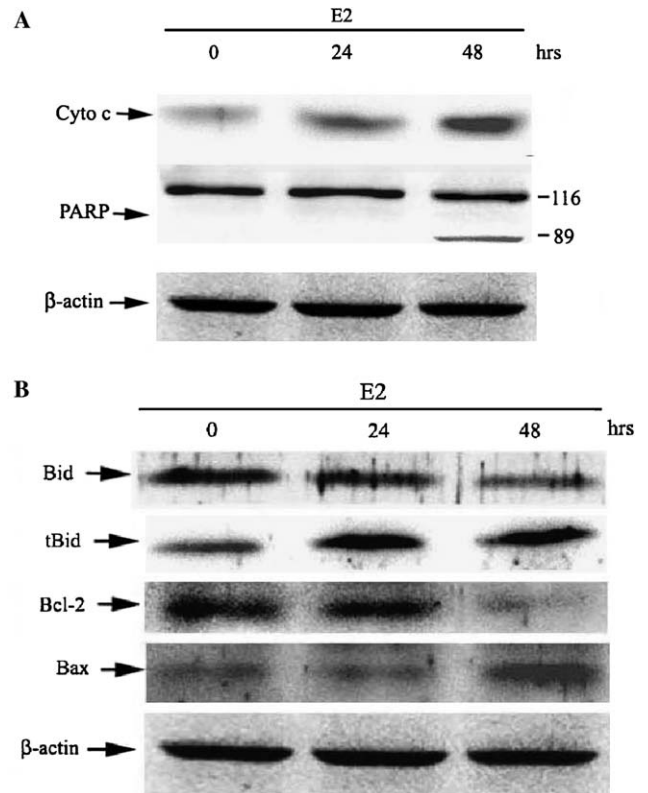 A
E2
0 24 48 hrs
Cyto c
PARP
-116
-89
β-actin
B
E2
0 24 48 hrs
Bid
tBid
Bcl-2
Bax
β-actin